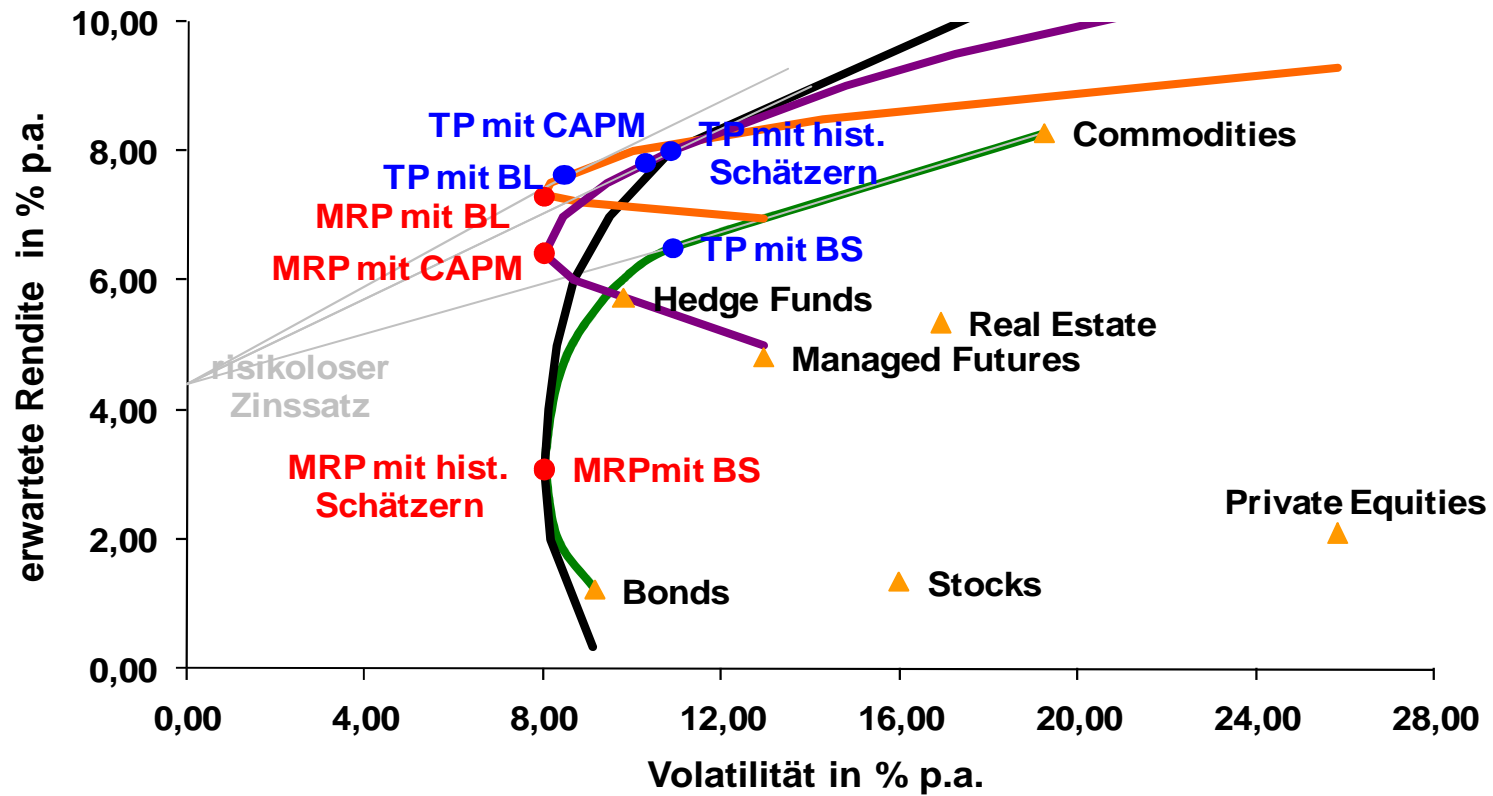 10,00
8,00
6,00
4,00
2,00
0,00
erwartete Rendite in % p.a.
TP mit CAPM
TP mit hist.
Schätzern
TP mit BL
MRP mit BL
MRP mit CAPM
TP mit BS
Commodities
Hedge Funds
Real Estate
Managed Futures
risikoloser
Zinssatz
MRP mit hist.
Schätzern
MRPmit BS
Private Equities
Bonds
Stocks
0,00
4,00
8,00
12,00
16,00
20,00
24,00
28,00
Volatilität in % p.a.